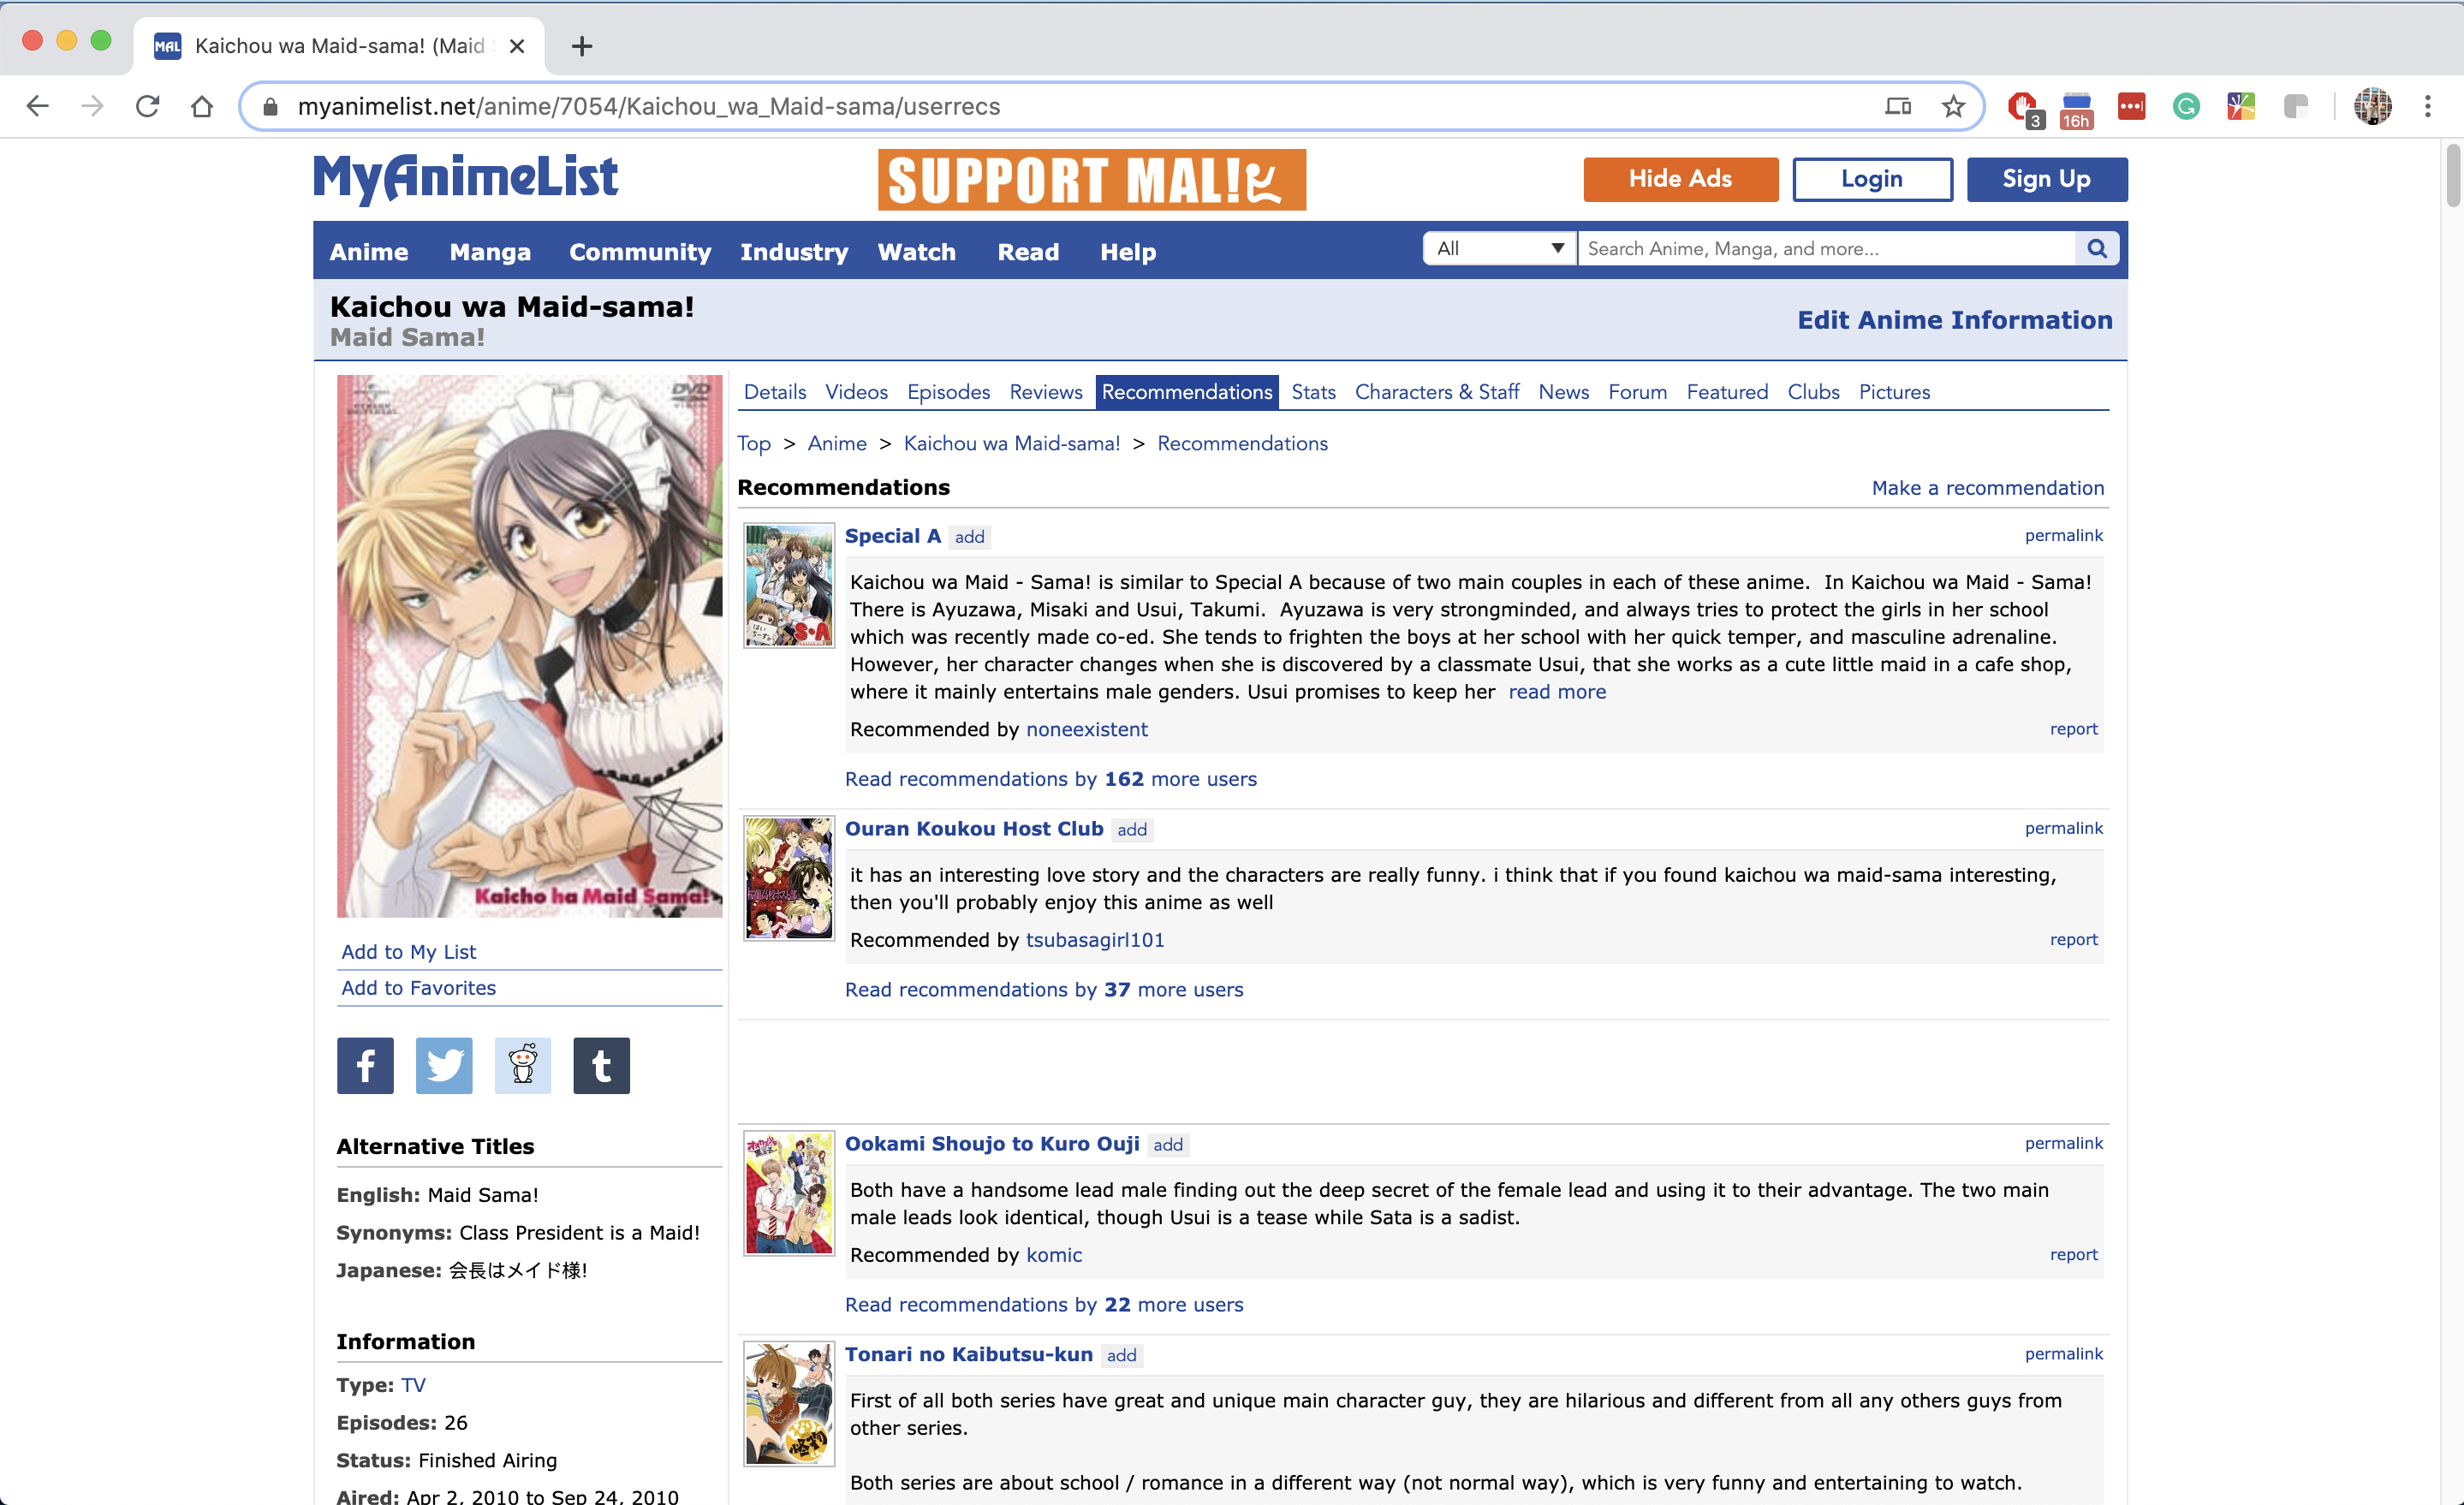 Kaichou wa Maid-sama! (Maid
myanimelist.net/anime/7054/Kaichou_wa_Maid-sama/userrecs
3
16h
MyAnimeList
SUPPORT MAL!
Hide Ads
Login
Sign Up
Anime Manga Community Industry Watch Read Help
All
Search Anime, Manga, and more...
Kaichou wa Maid-sama!
Maid Sama!
Edit Anime Information
DVD
VIDEO
Kaicho ha Maid Sama!
Add to My List
Add to Favorites
Alternative Titles
English: Maid Sama!
Synonyms: Class President is a Maid!
Japanese: 会長はメイド様!
Information
Type: TV
Episodes: 26
Status: Finished Airing
Aired: Apr 2, 2010 to Sep 24, 2010
Details Videos Episodes Reviews Recommendations Stats Characters & Staff News Forum Featured Clubs Pictures
Top > Anime > Kaichou wa Maid-sama! > Recommendations
Recommendations
Make a recommendation
Special A add
permalink
S·A
Kaichou wa Maid - Sama! is similar to Special A because of two main couples in each of these anime. In Kaichou wa Maid - Sama!
There is Ayuzawa, Misaki and Usui, Takumi. Ayuzawa is very strongminded, and always tries to protect the girls in her school
which was recently made co-ed. She tends to frighten the boys at her school with her quick temper, and masculine adrenaline.
However, her character changes when she is discovered by a classmate Usui, that she works as a cute little maid in a cafe shop,
where it mainly entertains male genders. Usui promises to keep her read more
Recommended by noneexistent
report
Read recommendations by 162 more users
Ouran Koukou Host Club add
permalink
it has an interesting love story and the characters are really funny. i think that if you found kaichou wa maid-sama interesting,
then you'll probably enjoy this anime as well
Recommended by tsubasagirl101
report
Read recommendations by 37 more users
Ookami Shoujo to Kuro Ouji add
permalink
Both have a handsome lead male finding out the deep secret of the female lead and using it to their advantage. The two main
male leads look identical, though Usui is a tease while Sata is a sadist.
Recommended by komic
report
Read recommendations by 22 more users
Tonari no Kaibutsu-kun add
permalink
First of all both series have great and unique main character guy, they are hilarious and different from all any others guys from
other series.
Both series are about school / romance in a different way (not normal way), which is very funny and entertaining to watch.